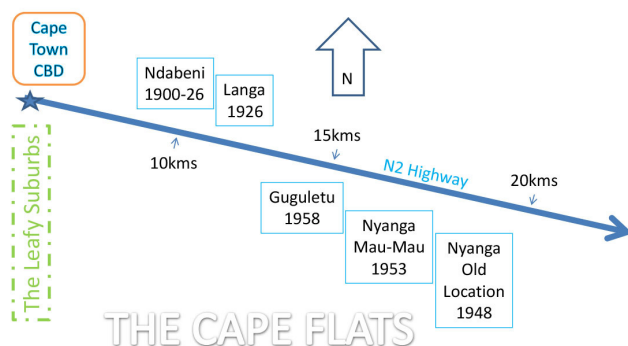 Cape
Town
CBD
Ndabeni
1900-26
Langa
1926
N
15kms
10kms
N2 Highway
20kms
The Leafy Suburbs
Guguletu
1958
Nyanga
Mau-Mau
1953
Nyanga
Old
Location
1948
THE CAPE FLATS